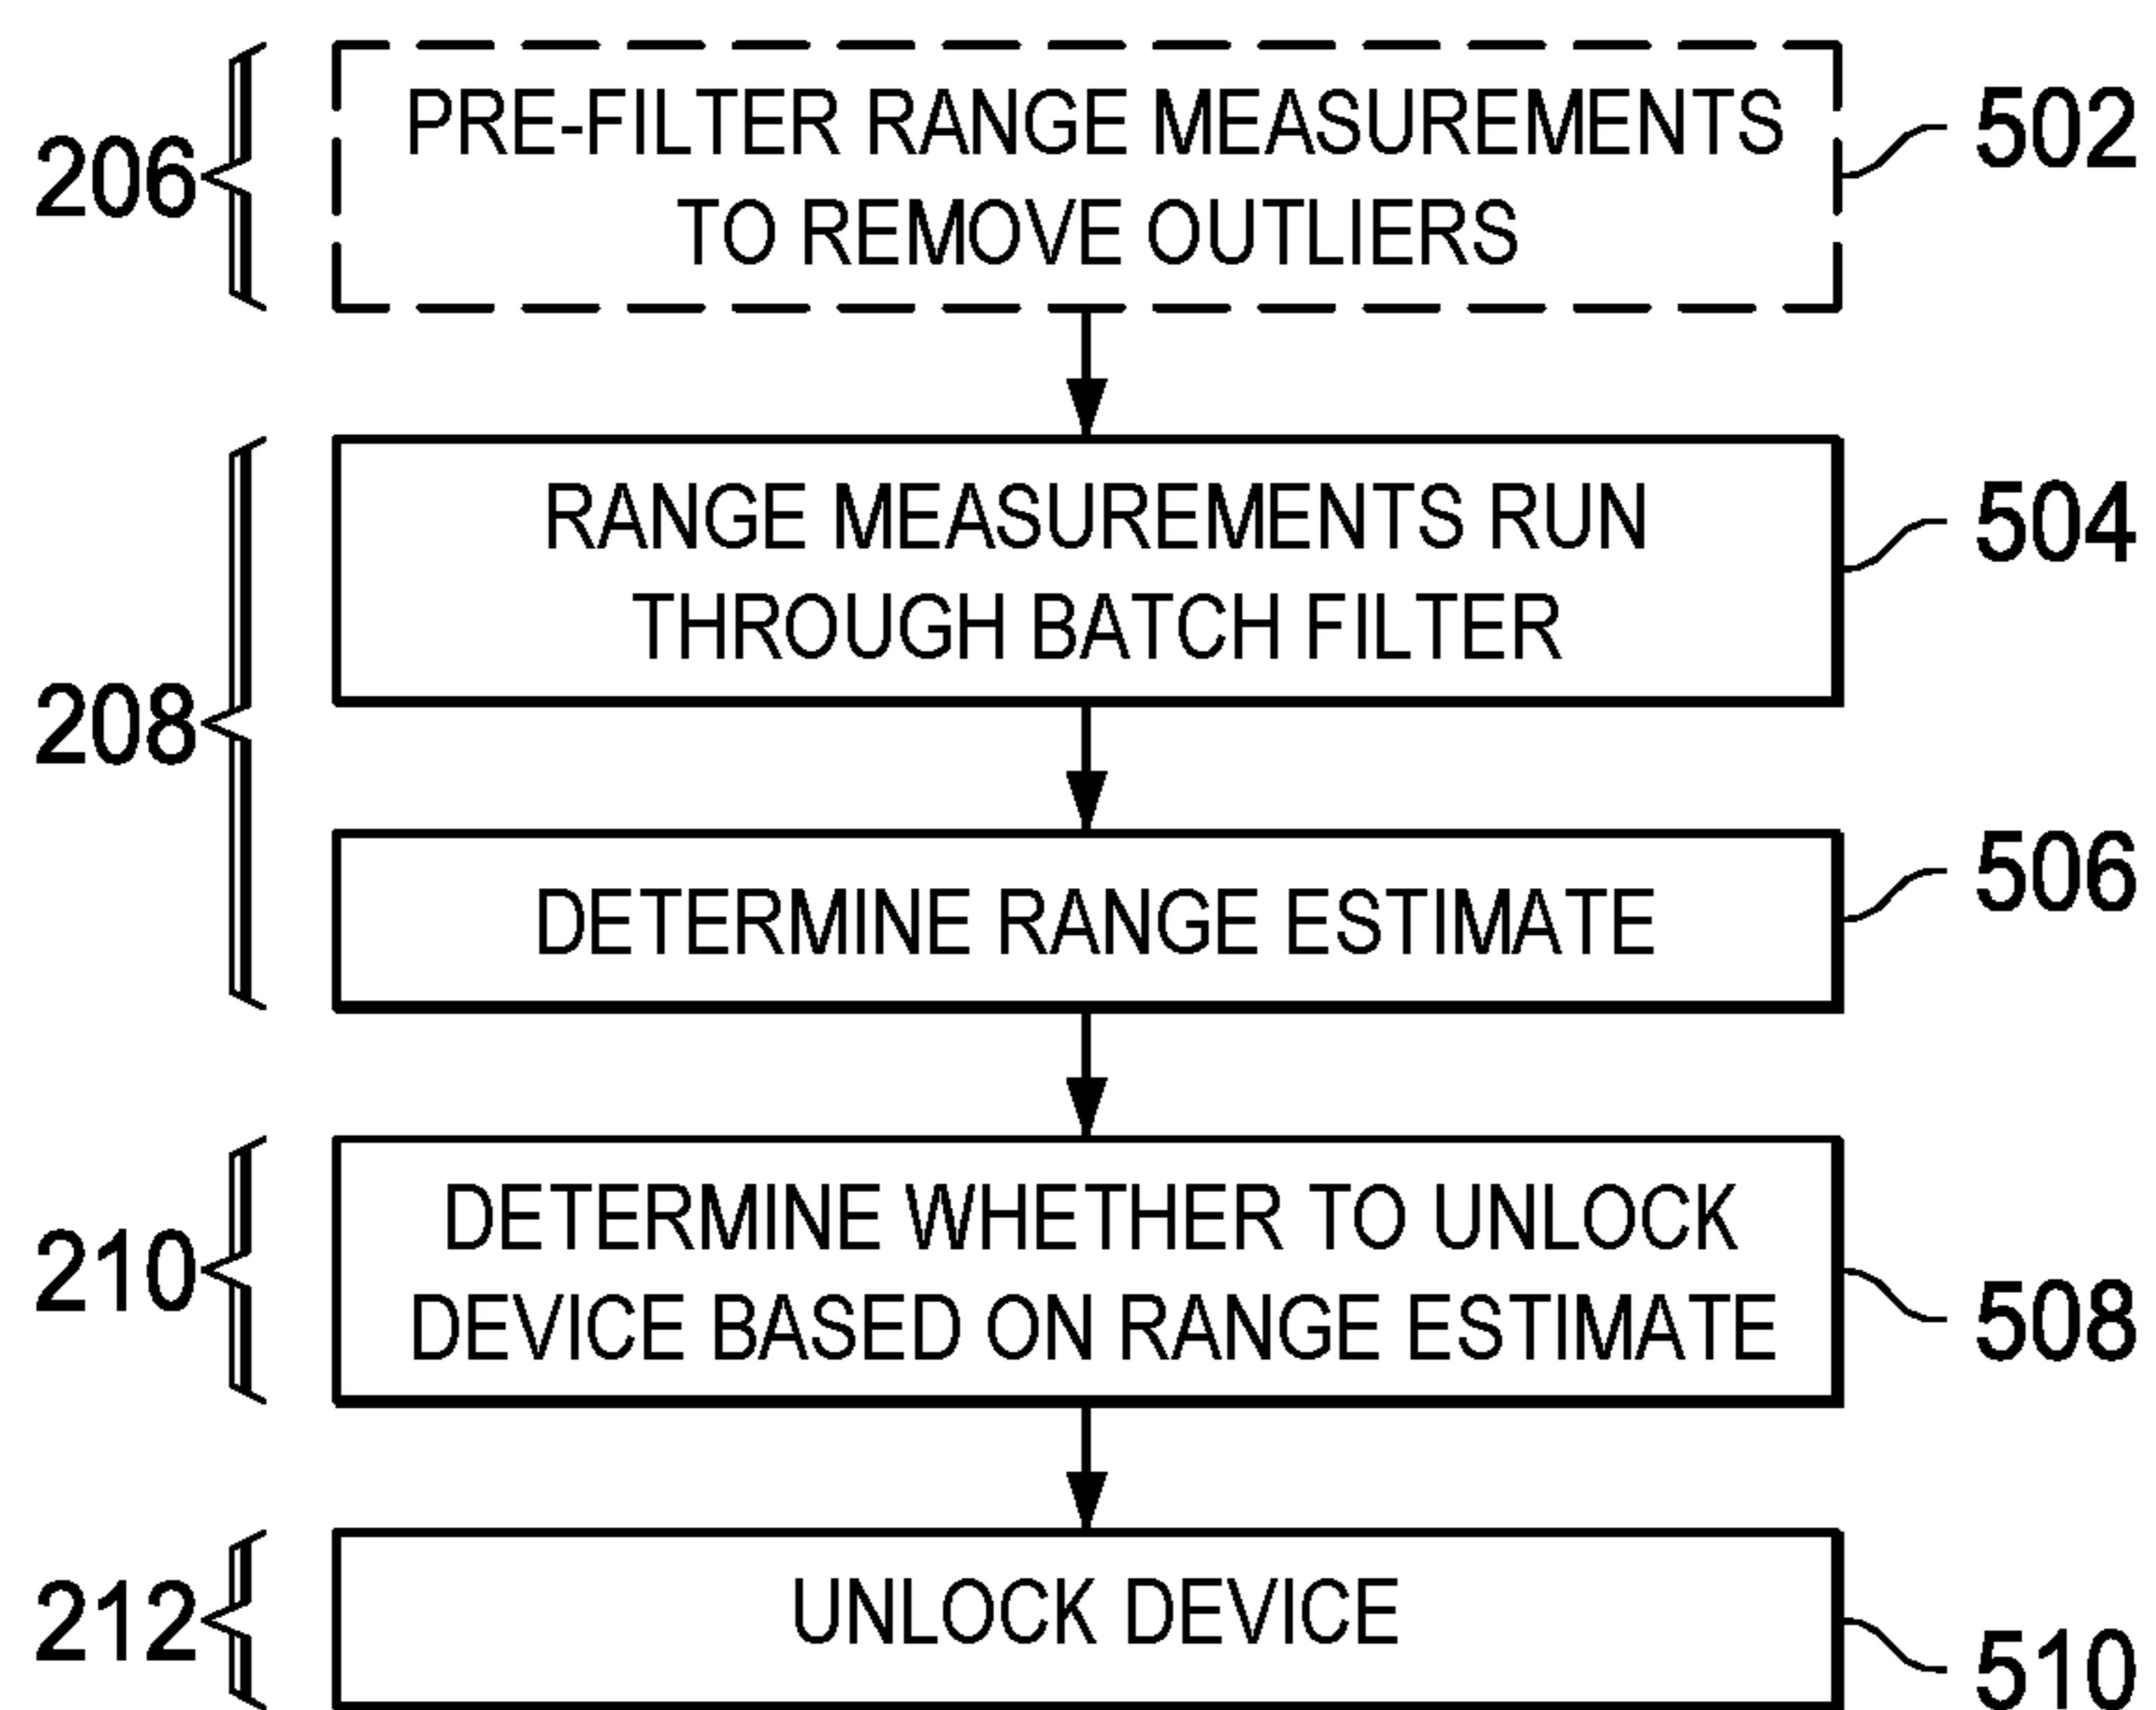 206
PRE-FILTER RANGE MEASUREMENTS
TO REMOVE OUTLIERS
502
208
RANGE MEASUREMENTS RUN
THROUGH BATCH FILTER
504
DETERMINE RANGE ESTIMATE
506
210
DETERMINE WHETHER TO UNLOCK
DEVICE BASED ON RANGE ESTIMATE
508
212
UNLOCK DEVICE
510